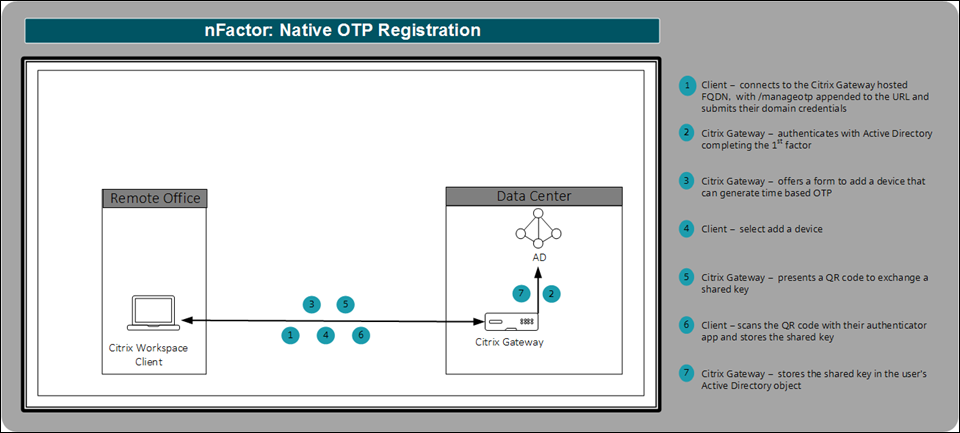 nFactor: Native OTP Registration
Remote Office
Citrix Workspace
Client
Data Center
AD
7 2
Citrix Gateway
3 5
1 4 6
1 Client – connects to the Citrix Gateway hosted
FQDN, with /manageotp appended to the URL and
submits their domain credentials
2 Citrix Gateway – authenticates with Active Directory
completing the 1st factor
3 Citrix Gateway – offers a form to add a device that
can generate time based OTP
4 Client – select add a device
5 Citrix Gateway – presents a QR code to exchange a
shared key
6 Client – scans the QR code with their authenticator
app and stores the shared key
7 Citrix Gateway – stores the shared key in the user's
Active Directory object